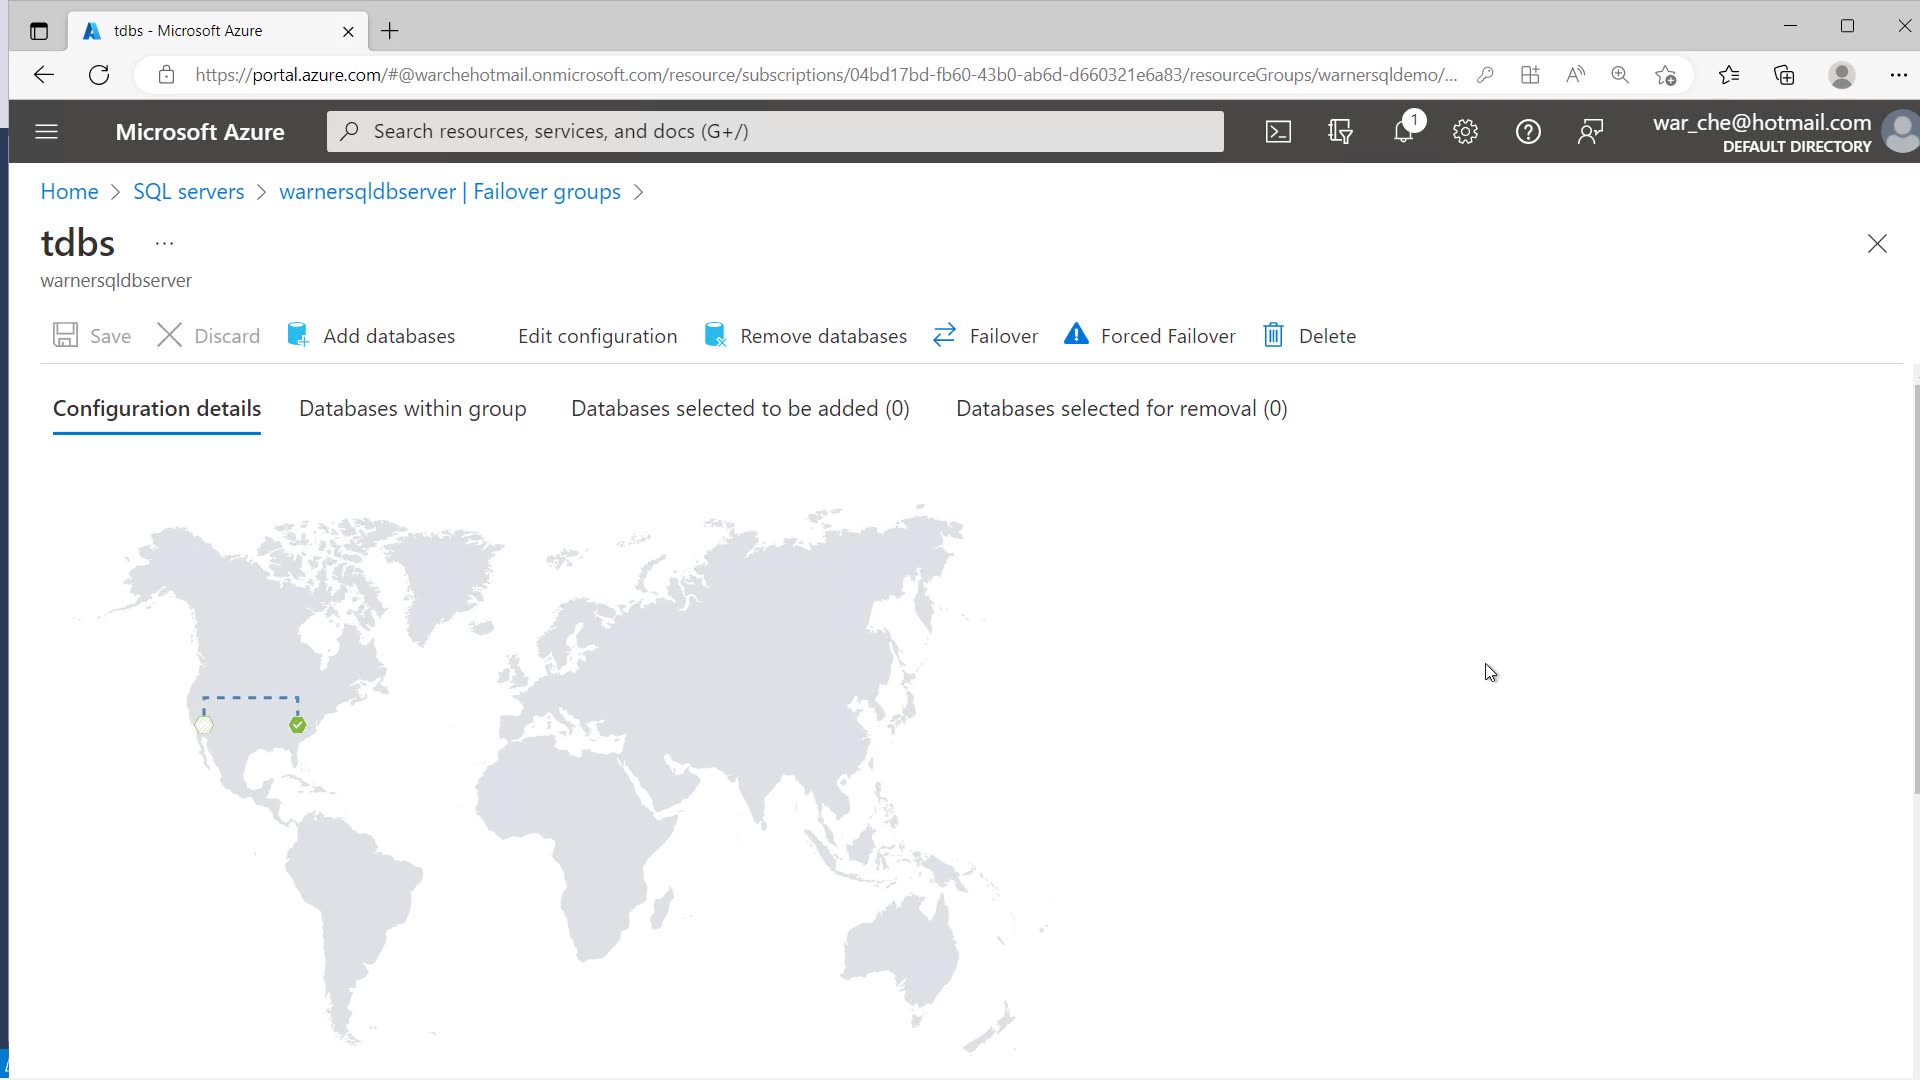 tdbs - Microsoft Azure
https://portal.azure.com/#@warchehotmail.onmicrosoft.com/resource/subscriptions/04bd17bd-fb60-43b0-ab6d-d660321e6a83/resourceGroups/warnersqldemo/...
Microsoft Azure
Search resources, services, and docs (G+/)
1
war_che@hotmail.com
DEFAULT DIRECTORY
Home > SQL servers > warnersqldbserver | Failover groups >
tdbs ...
warnersqldbserver
Save Discard Add databases Edit configuration Remove databases Failover Forced Failover Delete
Configuration details Databases within group Databases selected to be added (0) Databases selected for removal (0)